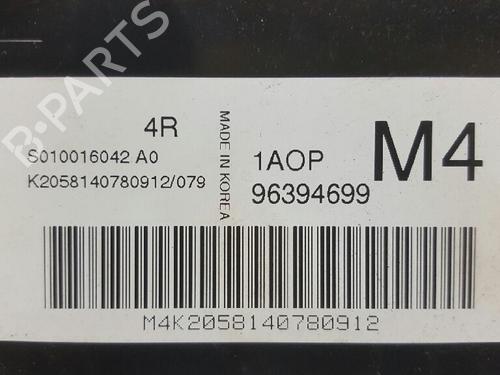 B-PARTS
4R
S010016042 A0
K2058140780912/079
MADE IN KOREA
1AOP
96394699
M4
M4K2058140780912